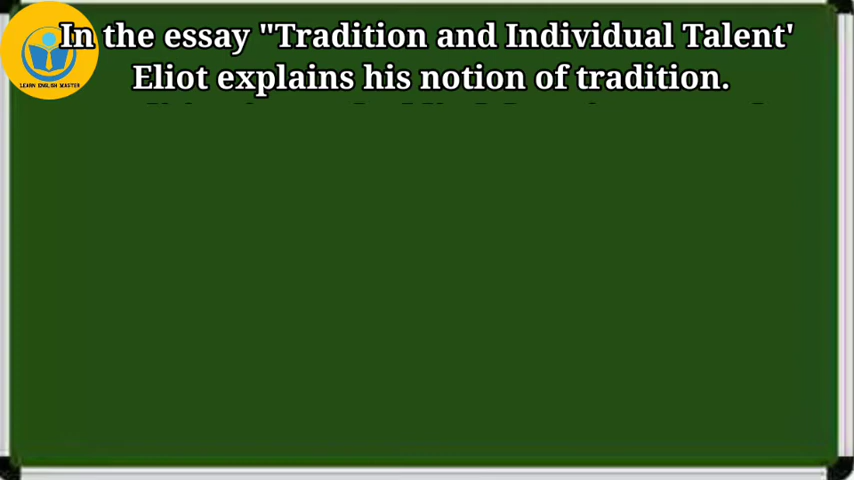 In the essay "Tradition and Individual Talent'
Eliot explains his notion of tradition.
LEARN ENGLISH MASTER